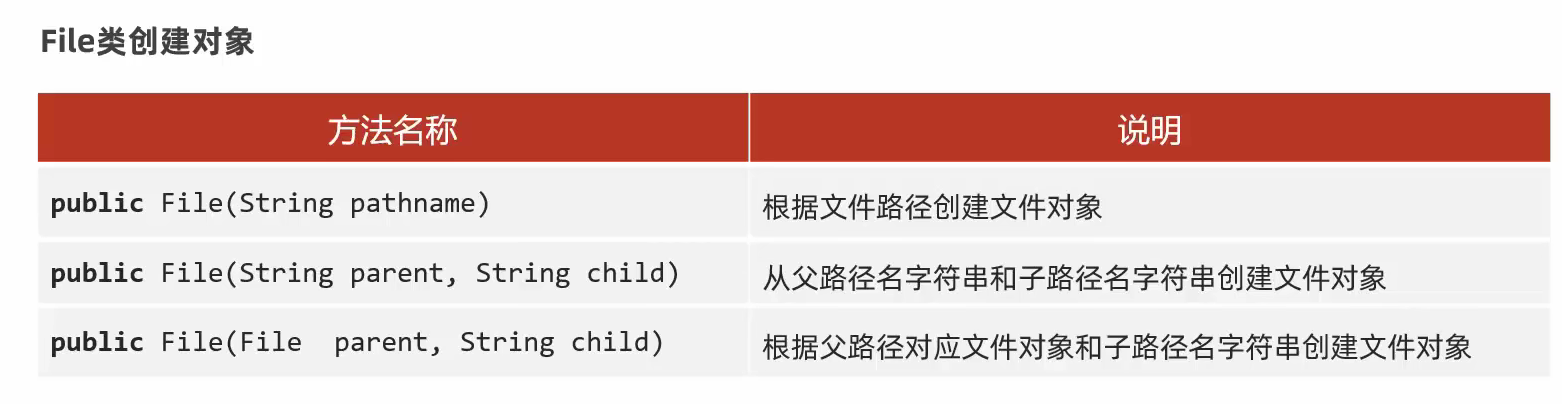 File类创建对象
方法名称 说明
public File(String pathname) 根据文件路径创建文件对象
public File(String parent, String child) 从父路径名字符串和子路径名字符串创建文件对象
public File(File  parent, String child) 根据父路径对应文件对象和子路径名字符串创建文件对象